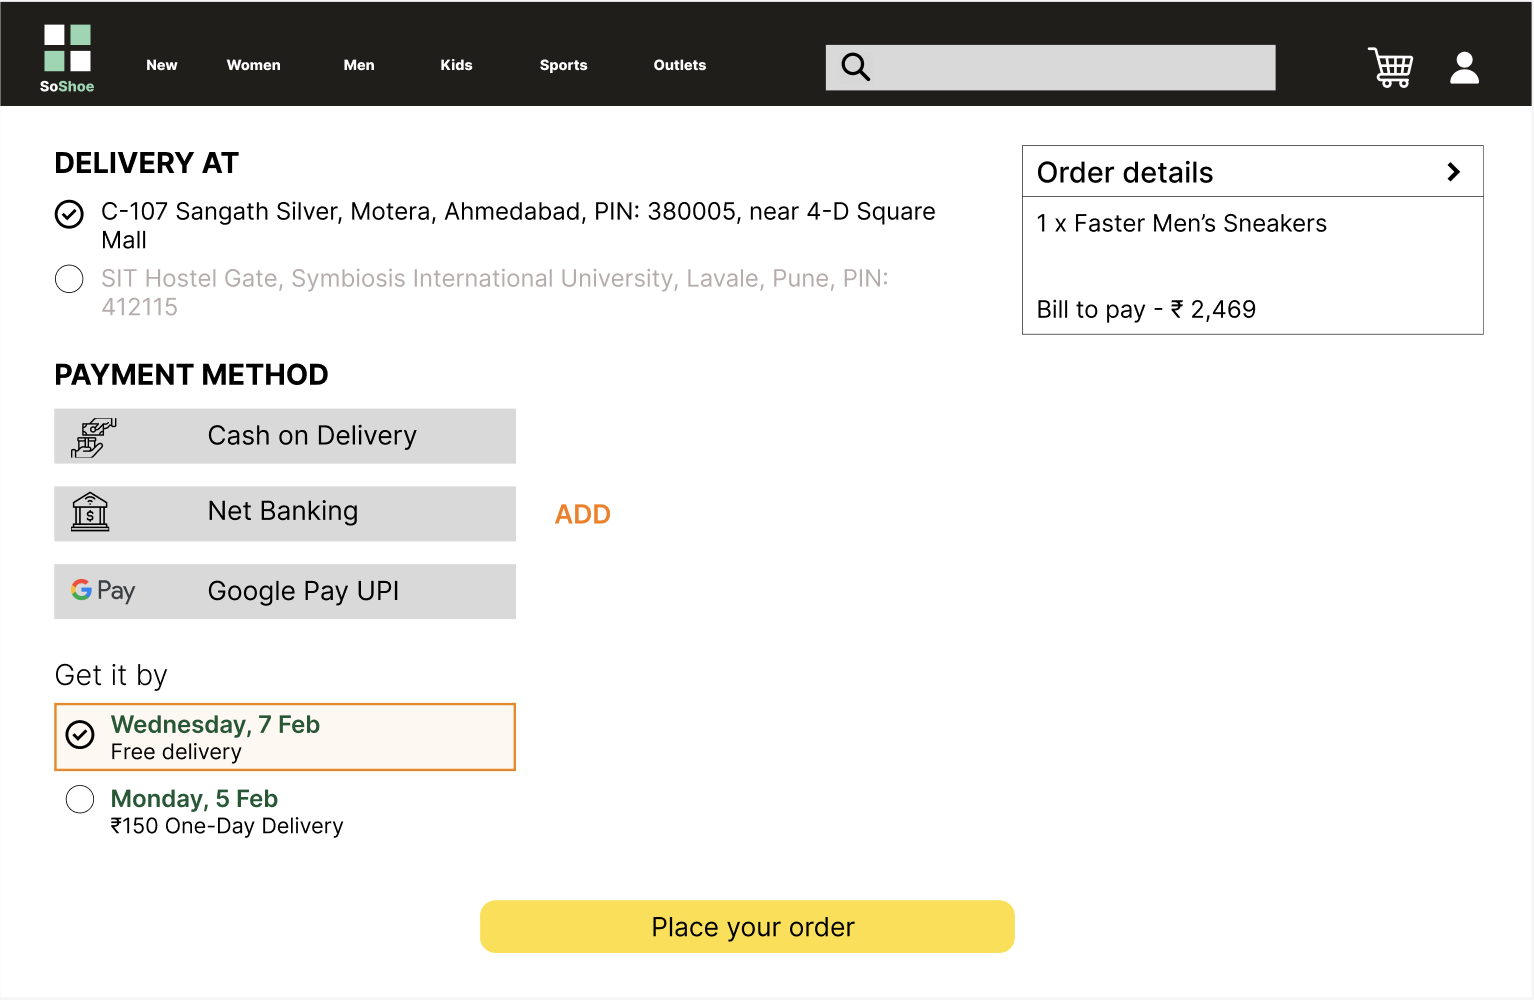 SoShoe
New
Women
Men
Kids
Sports
Outlets
DELIVERY AT
C-107 Sangath Silver, Motera, Ahmedabad, PIN: 380005, near 4-D Square
Mall
SIT Hostel Gate, Symbiosis International University, Lavale, Pune, PIN:
412115
Order details
1 x Faster Men’s Sneakers
Bill to pay - ₹ 2,469
PAYMENT METHOD
Cash on Delivery
$
Net Banking
ADD
G Pay
Google Pay UPI
Get it by
Wednesday, 7 Feb
Free delivery
Monday, 5 Feb
₹150 One-Day Delivery
Place your order